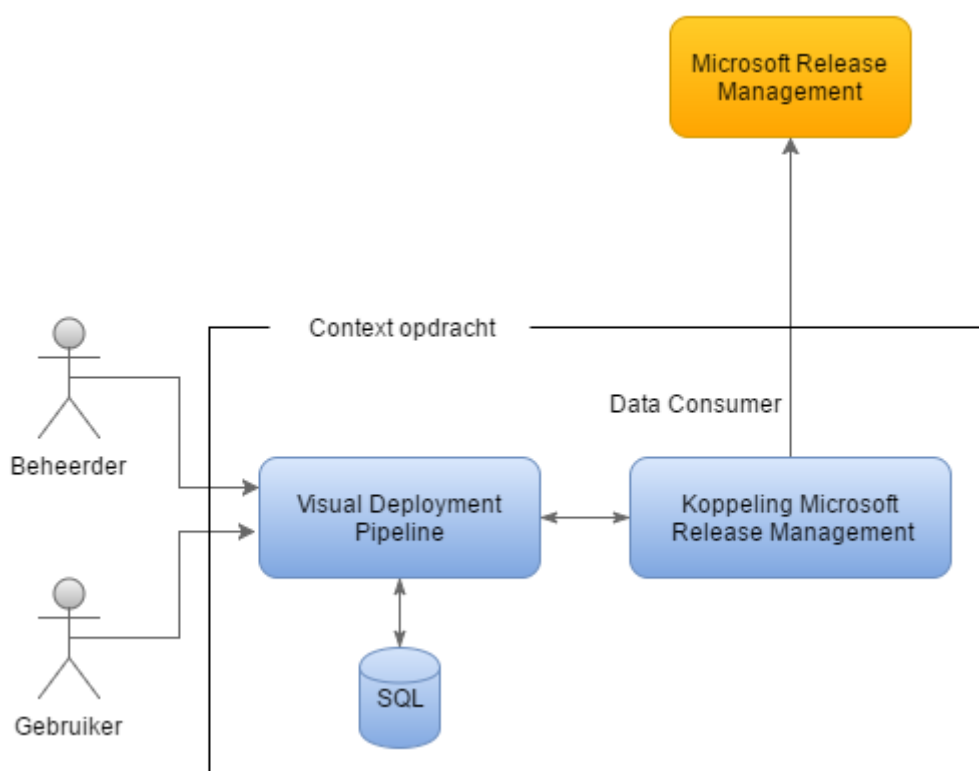 Microsoft Release
Management
Context opdracht
Data Consumer
Beheerder
Visual Deployment
Pipeline
Koppeling Microsoft
Release Management
SQL
Gebruiker